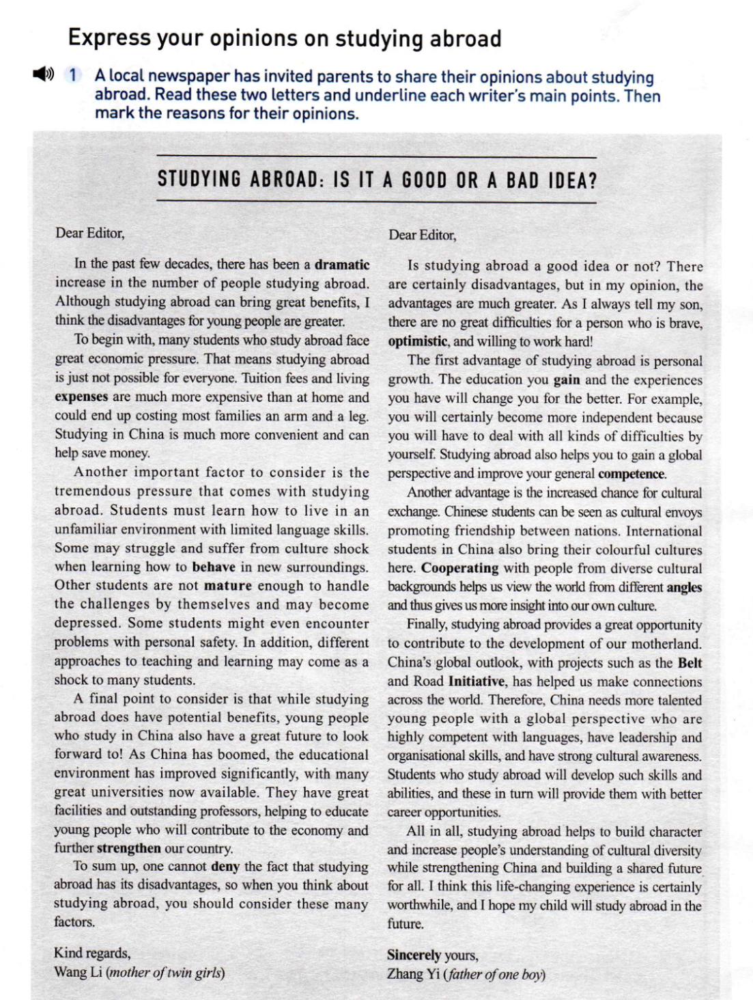 Express your opinions on studying abroad
1 A local newspaper has invited parents to share their opinions about studying
abroad. Read these two letters and underline each writer's main points. Then
mark the reasons for their opinions.
STUDYING ABROAD: IS IT A GOOD OR A BAD IDEA?
Dear Editor,
In the past few decades, there has been a dramatic
increase in the number of people studying abroad.
Although studying abroad can bring great benefits, I
think the disadvantages for young people are greater.
To begin with, many students who study abroad face
great economic pressure. That means studying abroad
is just not possible for everyone. Tuition fees and living
expenses are much more expensive than at home and
could end up costing most families an arm and a leg.
Studying in China is much more convenient and can
help save money.
Another important factor to consider is the
tremendous pressure that comes with studying
abroad. Students must learn how to live in an
unfamiliar environment with limited language skills.
Some may struggle and suffer from culture shock
when learning how to behave in new surroundings.
Other students are not mature enough to handle
the challenges by themselves and may become
depressed. Some students might even encounter
problems with personal safety. In addition, different
approaches to teaching and learning may come as a
shock to many students.
A final point to consider is that while studying
abroad does have potential benefits, young people
who study in China also have a great future to look
forward to! As China has boomed, the educational
environment has improved significantly, with many
great universities now available. They have great
facilities and outstanding professors, helping to educate
young people who will contribute to the economy and
further strengthen our country.
To sum up, one cannot deny the fact that studying
abroad has its disadvantages, so when you think about
studying abroad, you should consider these many
factors.
Kind regards,
Wang Li (mother of twin girls)
Dear Editor,
Is studying abroad a good idea or not? There
are certainly disadvantages, but in my opinion, the
advantages are much greater. As I always tell my son,
there are no great difficulties for a person who is brave,
optimistic, and willing to work hard!
The first advantage of studying abroad is personal
growth. The education you gain and the experiences
you have will change you for the better. For example,
you will certainly become more independent because
you will have to deal with all kinds of difficulties by
yourself. Studying abroad also helps you to gain a global
perspective and improve your general competence.
Another advantage is the increased chance for cultural
exchange. Chinese students can be seen as cultural envoys
promoting friendship between nations. International
students in China also bring their colourful cultures
here. Cooperating with people from diverse cultural
backgrounds helps us view the world from different angles
and thus gives us more insight into our own culture.
Finally, studying abroad provides a great opportunity
to contribute to the development of our motherland.
China's global outlook, with projects such as the Belt
and Road Initiative, has helped us make connections
across the world. Therefore, China needs more talented
young people with a global perspective who are
highly competent with languages, have leadership and
organisational skills, and have strong cultural awareness.
Students who study abroad will develop such skills and
abilities, and these in turn will provide them with better
career opportunities.
All in all, studying abroad helps to build character
and increase people's understanding of cultural diversity
while strengthening China and building a shared future
for all. I think this life-changing experience is certainly
worthwhile, and I hope my child will study abroad in the
future.
Sincerely yours,
Zhang Yi (father of one boy)